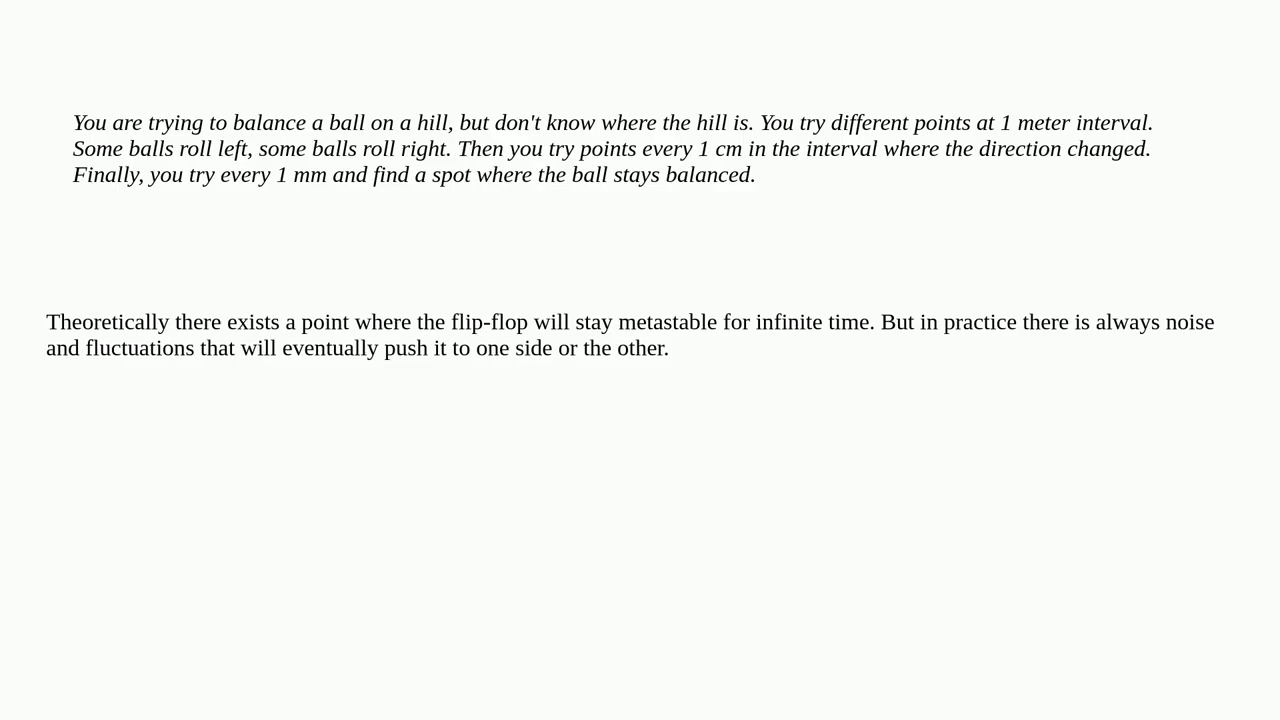 You are trying to balance a ball on a hill, but don't know where the hill is. You try different points at 1 meter interval.
Some balls roll left, some balls roll right. Then you try points every 1 cm in the interval where the direction changed.
Finally, you try every 1 mm and find a spot where the ball stays balanced.
Theoretically there exists a point where the flip-flop will stay metastable for infinite time. But in practice there is always noise
and fluctuations that will eventually push it to one side or the other.